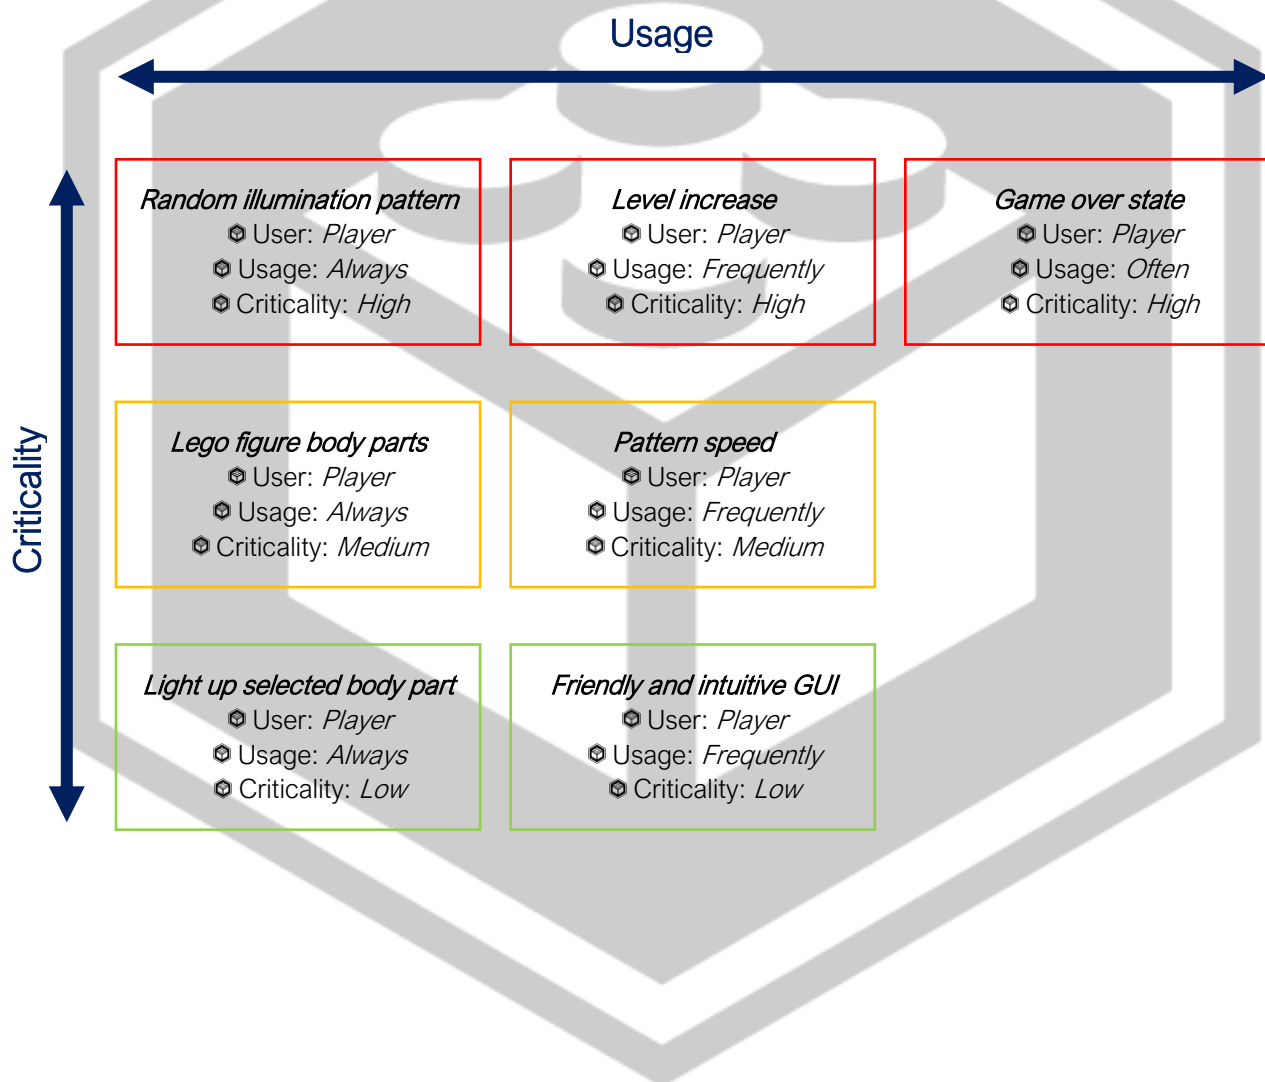 Usage
Criticality
Random illumination pattern
User: Player
Usage: Always
Criticality: High
Level increase
User: Player
Usage: Frequently
Criticality: High
Game over state
User: Player
Usage: Often
Criticality: High
Lego figure body parts
User: Player
Usage: Always
Criticality: Medium
Pattern speed
User: Player
Usage: Frequently
Criticality: Medium
Light up selected body part
User: Player
Usage: Always
Criticality: Low
Friendly and intuitive GUI
User: Player
Usage: Frequently
Criticality: Low